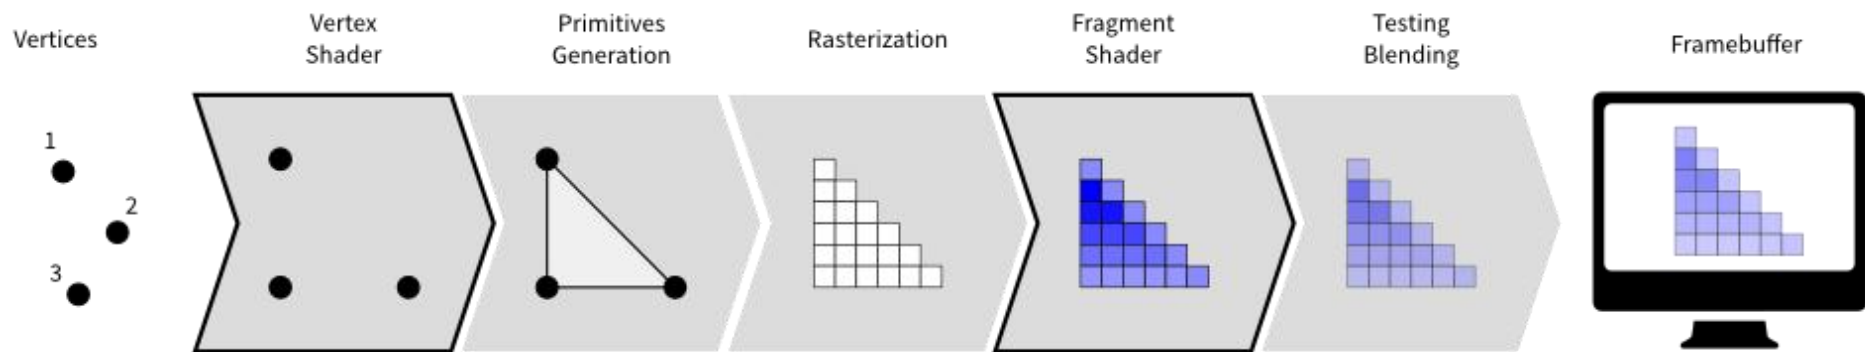 Vertices
Vertex
Shader
Primitives
Generation
Rasterization
Fragment
Shader
Testing
Blending
Framebuffer
1
2
3